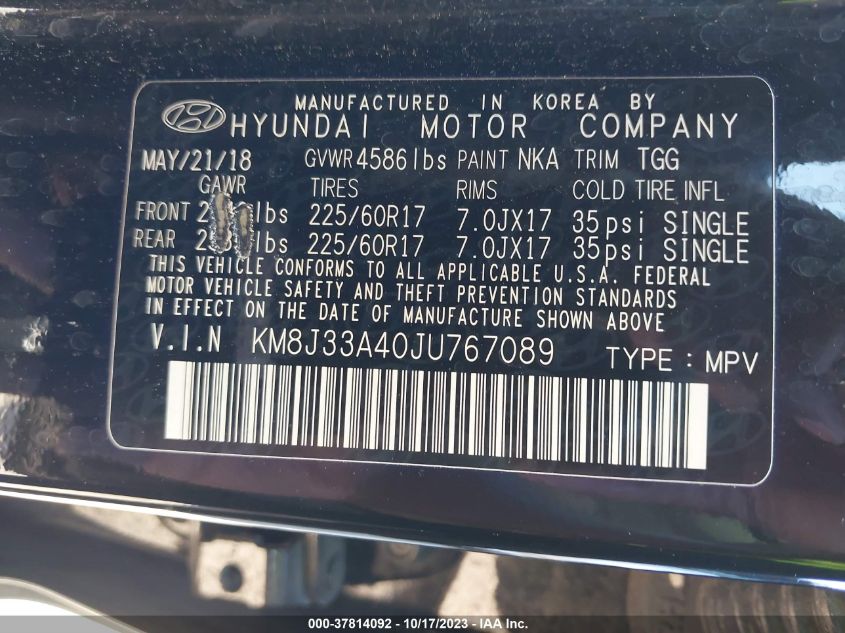 MANUFACTURED IN KOREA BY
HYUNDAI MOTOR COMPANY
MAY/21/18 GVWR 4586lbs PAINT NKA TRIM TGG
GAWR TIRES RIMS COLD TIRE INFL
FRONT lbs 225/60R17 7.0JX17 35psi SINGLE
REAR lbs 225/60R17 7.0JX17 35psi SINGLE
THIS VEHICLE CONFORMS TO ALL APPLICABLE U.S.A. FEDERAL
MOTOR VEHICLE SAFETY AND THEFT PREVENTION STANDARDS
IN EFFECT ON THE DATE OF MANUFACTURE SHOWN ABOVE
V.I.N KM8J33A40JU767089 TYPE : MPV
000-37814092 - 10/17/2023 - IAA Inc.